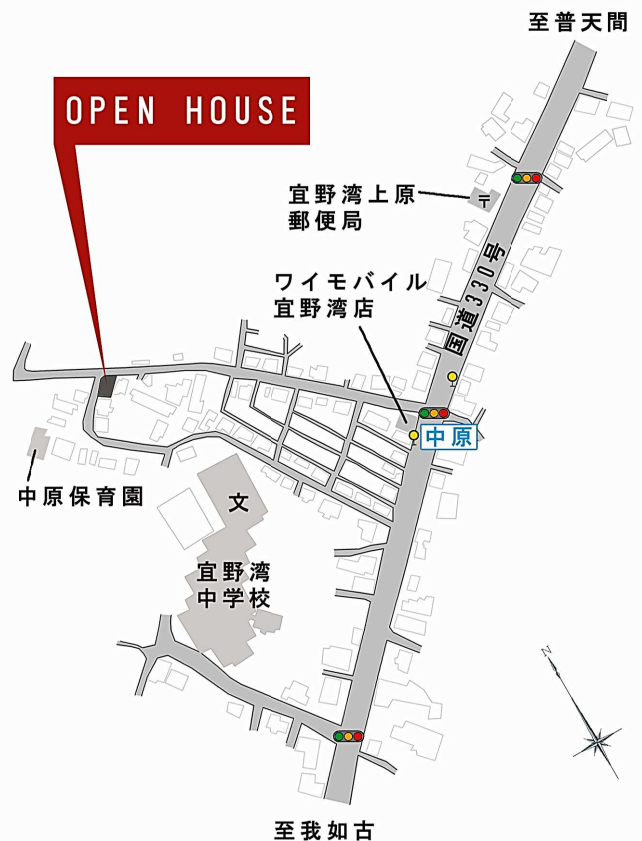 至普天間
OPEN HOUSE
宜野湾上原
郵便局
〒
国道330号
ワイモバイル
宜野湾店
中原
中原保育園
文
宜野湾
中学校
N
至我如古